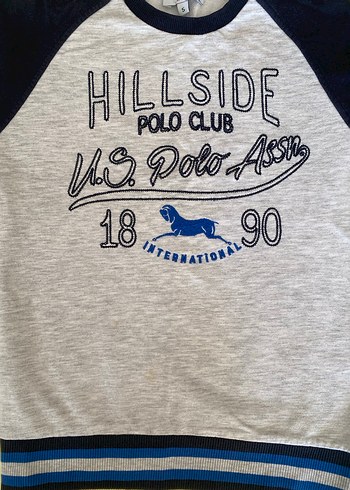 S
HILLSIDE
POLO CLUB
U.S. Polo Assn.
18 90
INTERNATIONAL